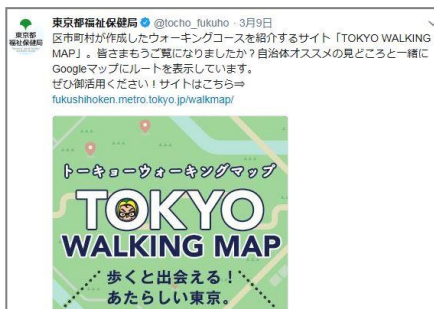 東京都
福祉保健局
東京都福祉保健局 @tocho_fukuho · 3月9日
区市町村が作成したウォーキングコースを紹介するサイト「TOKYO WALKING
MAP」。皆さまもうご覧になりましたか？自治体オススメの見どころと一緒に
Googleマップにルートを表示しています。
ぜひ御活用ください！サイトはこちら⇒
fukushihoken.metro.tokyo.jp/walkmap/
トーキョーウォーキングマップ
TOKYO
WALKING MAP
歩くと出会える！
あたらしい東京。